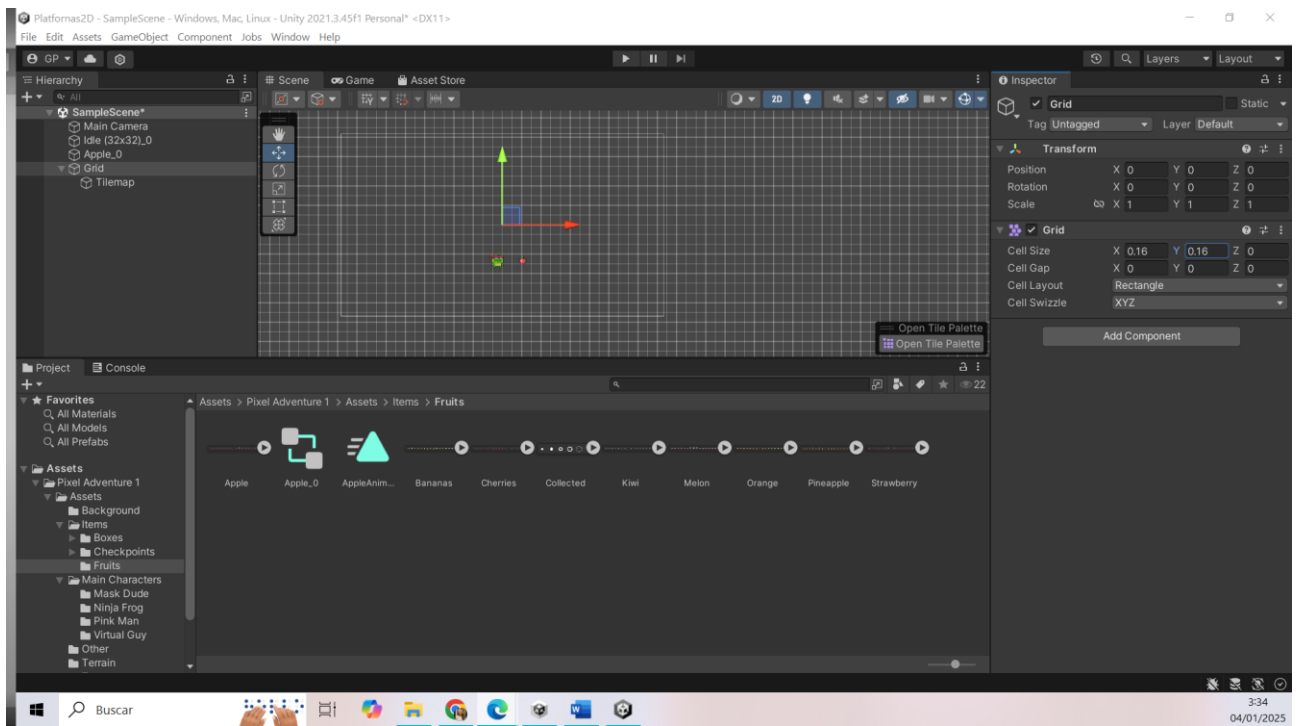 Platfornas2D - SampleScene - Windows, Mac, Linux - Unity 2021.3.45f1 Personal* <DX11>
File Edit Assets GameObject Component Jobs Window Help
GP Layers Layout
Hierarchy
All
SampleScene*
Main Camera
Idle (32x32)_0
Apple_0
Grid
Tilemap
Scene Game Asset Store
2D
Open Tile Palette
Open Tile Palette
Inspector
Grid Static
Tag Untagged Layer Default
Transform
Position X 0 Y 0 Z 0
Rotation X 0 Y 0 Z 0
Scale X 1 Y 1 Z 1
Grid
Cell Size X 0.16 Y 0.16 Z 0
Cell Gap X 0 Y 0 Z 0
Cell Layout Rectangle
Cell Swizzle XYZ
Add Component
Project Console
22
Favorites
All Materials
All Models
All Prefabs
Assets
Pixel Adventure 1
Assets
Background
Items
Boxes
Checkpoints
Fruits
Main Characters
Mask Dude
Ninja Frog
Pink Man
Virtual Guy
Other
Terrain
Assets > Pixel Adventure 1 > Assets > Items > Fruits
Apple Apple_0 AppleAnim... Bananas Cherries Collected Kiwi Melon Orange Pineapple Strawberry
Buscar
3:34
04/01/2025